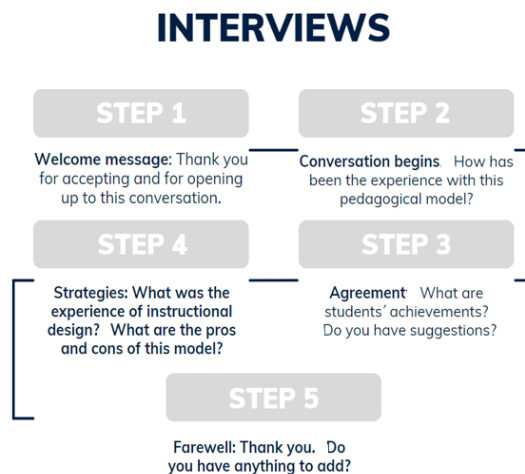 INTERVIEWS
STEP 1
Welcome message: Thank you
for accepting and for opening
up to this conversation.
STEP 2
Conversation begins. How has
been the experience with this
pedagogical model?
STEP 3
Agreement' What are
students´ achievements?
Do you have suggestions?
STEP 4
Strategies: What was the
experience of instructional
design? What are the pros
and cons of this model?
STEP 5
Farewell: Thank you. Do
you have anything to add?